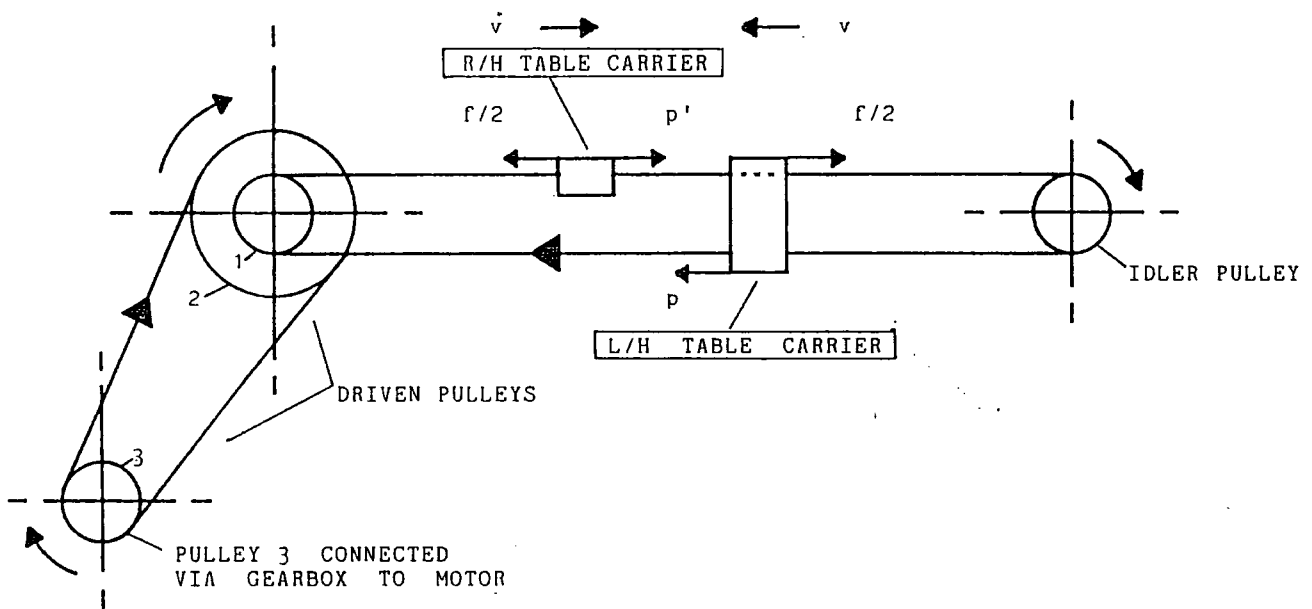 v v
R/H TABLE CARRIER
f/2 p' f/2
1
2
p
IDLER PULLEY
L/H TABLE CARRIER
DRIVEN PULLEYS
3
PULLEY 3 CONNECTED
VIA GEARBOX TO MOTOR